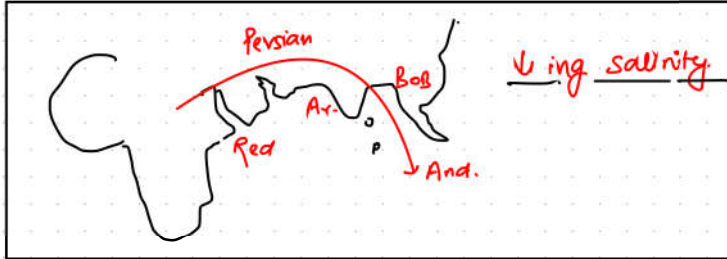 Persian
↓ing salinity.
BOB
Ar.
Red
P
And.